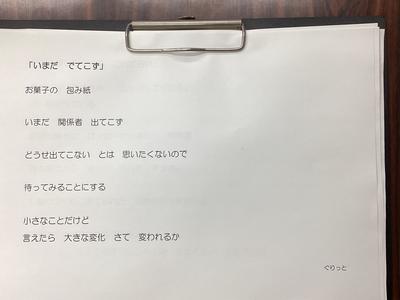 「いまだ　でてこず」
お菓子の　包み紙
いまだ　関係者　出てこず
どうせ出てこない　とは　思いたくないので
待ってみることにする
小さなことだけど
言えたら　大きな変化　さて　変われるか
ぐりっと